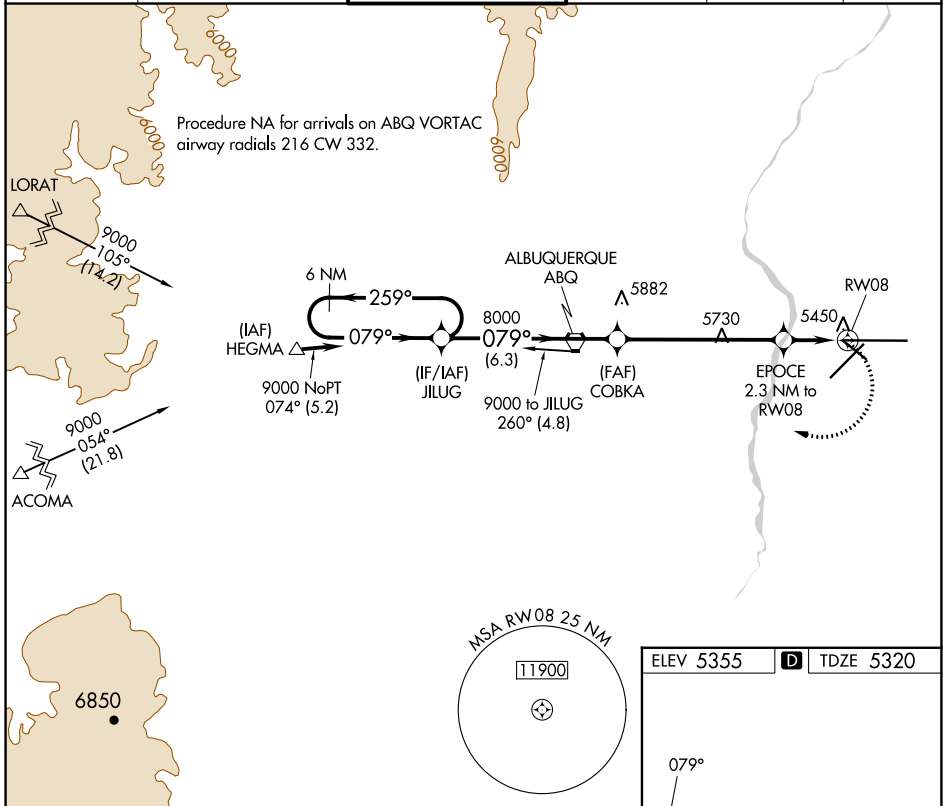 6000
6000
6000
Procedure NA for arrivals on ABQ VORTAC
airway radials 216 CW 332.
LORAT
9000
105°
(14.2)
6 NM
259°
079°
(IAF)
HEGMA
9000 NoPT
074° (5.2)
(IF/IAF)
JILUG
8000
079°
(6.3)
ALBUQUERQUE
ABQ
9000 to JILUG
260° (4.8)
5882
(FAF)
COBKA
5730
5450
RW08
EPOCE
2.3 NM to
RW08
9000
054°
(21.8)
ACOMA
6850
MSA RW08 25 NM
11900
ELEV 5355
D
TDZE 5320
079°